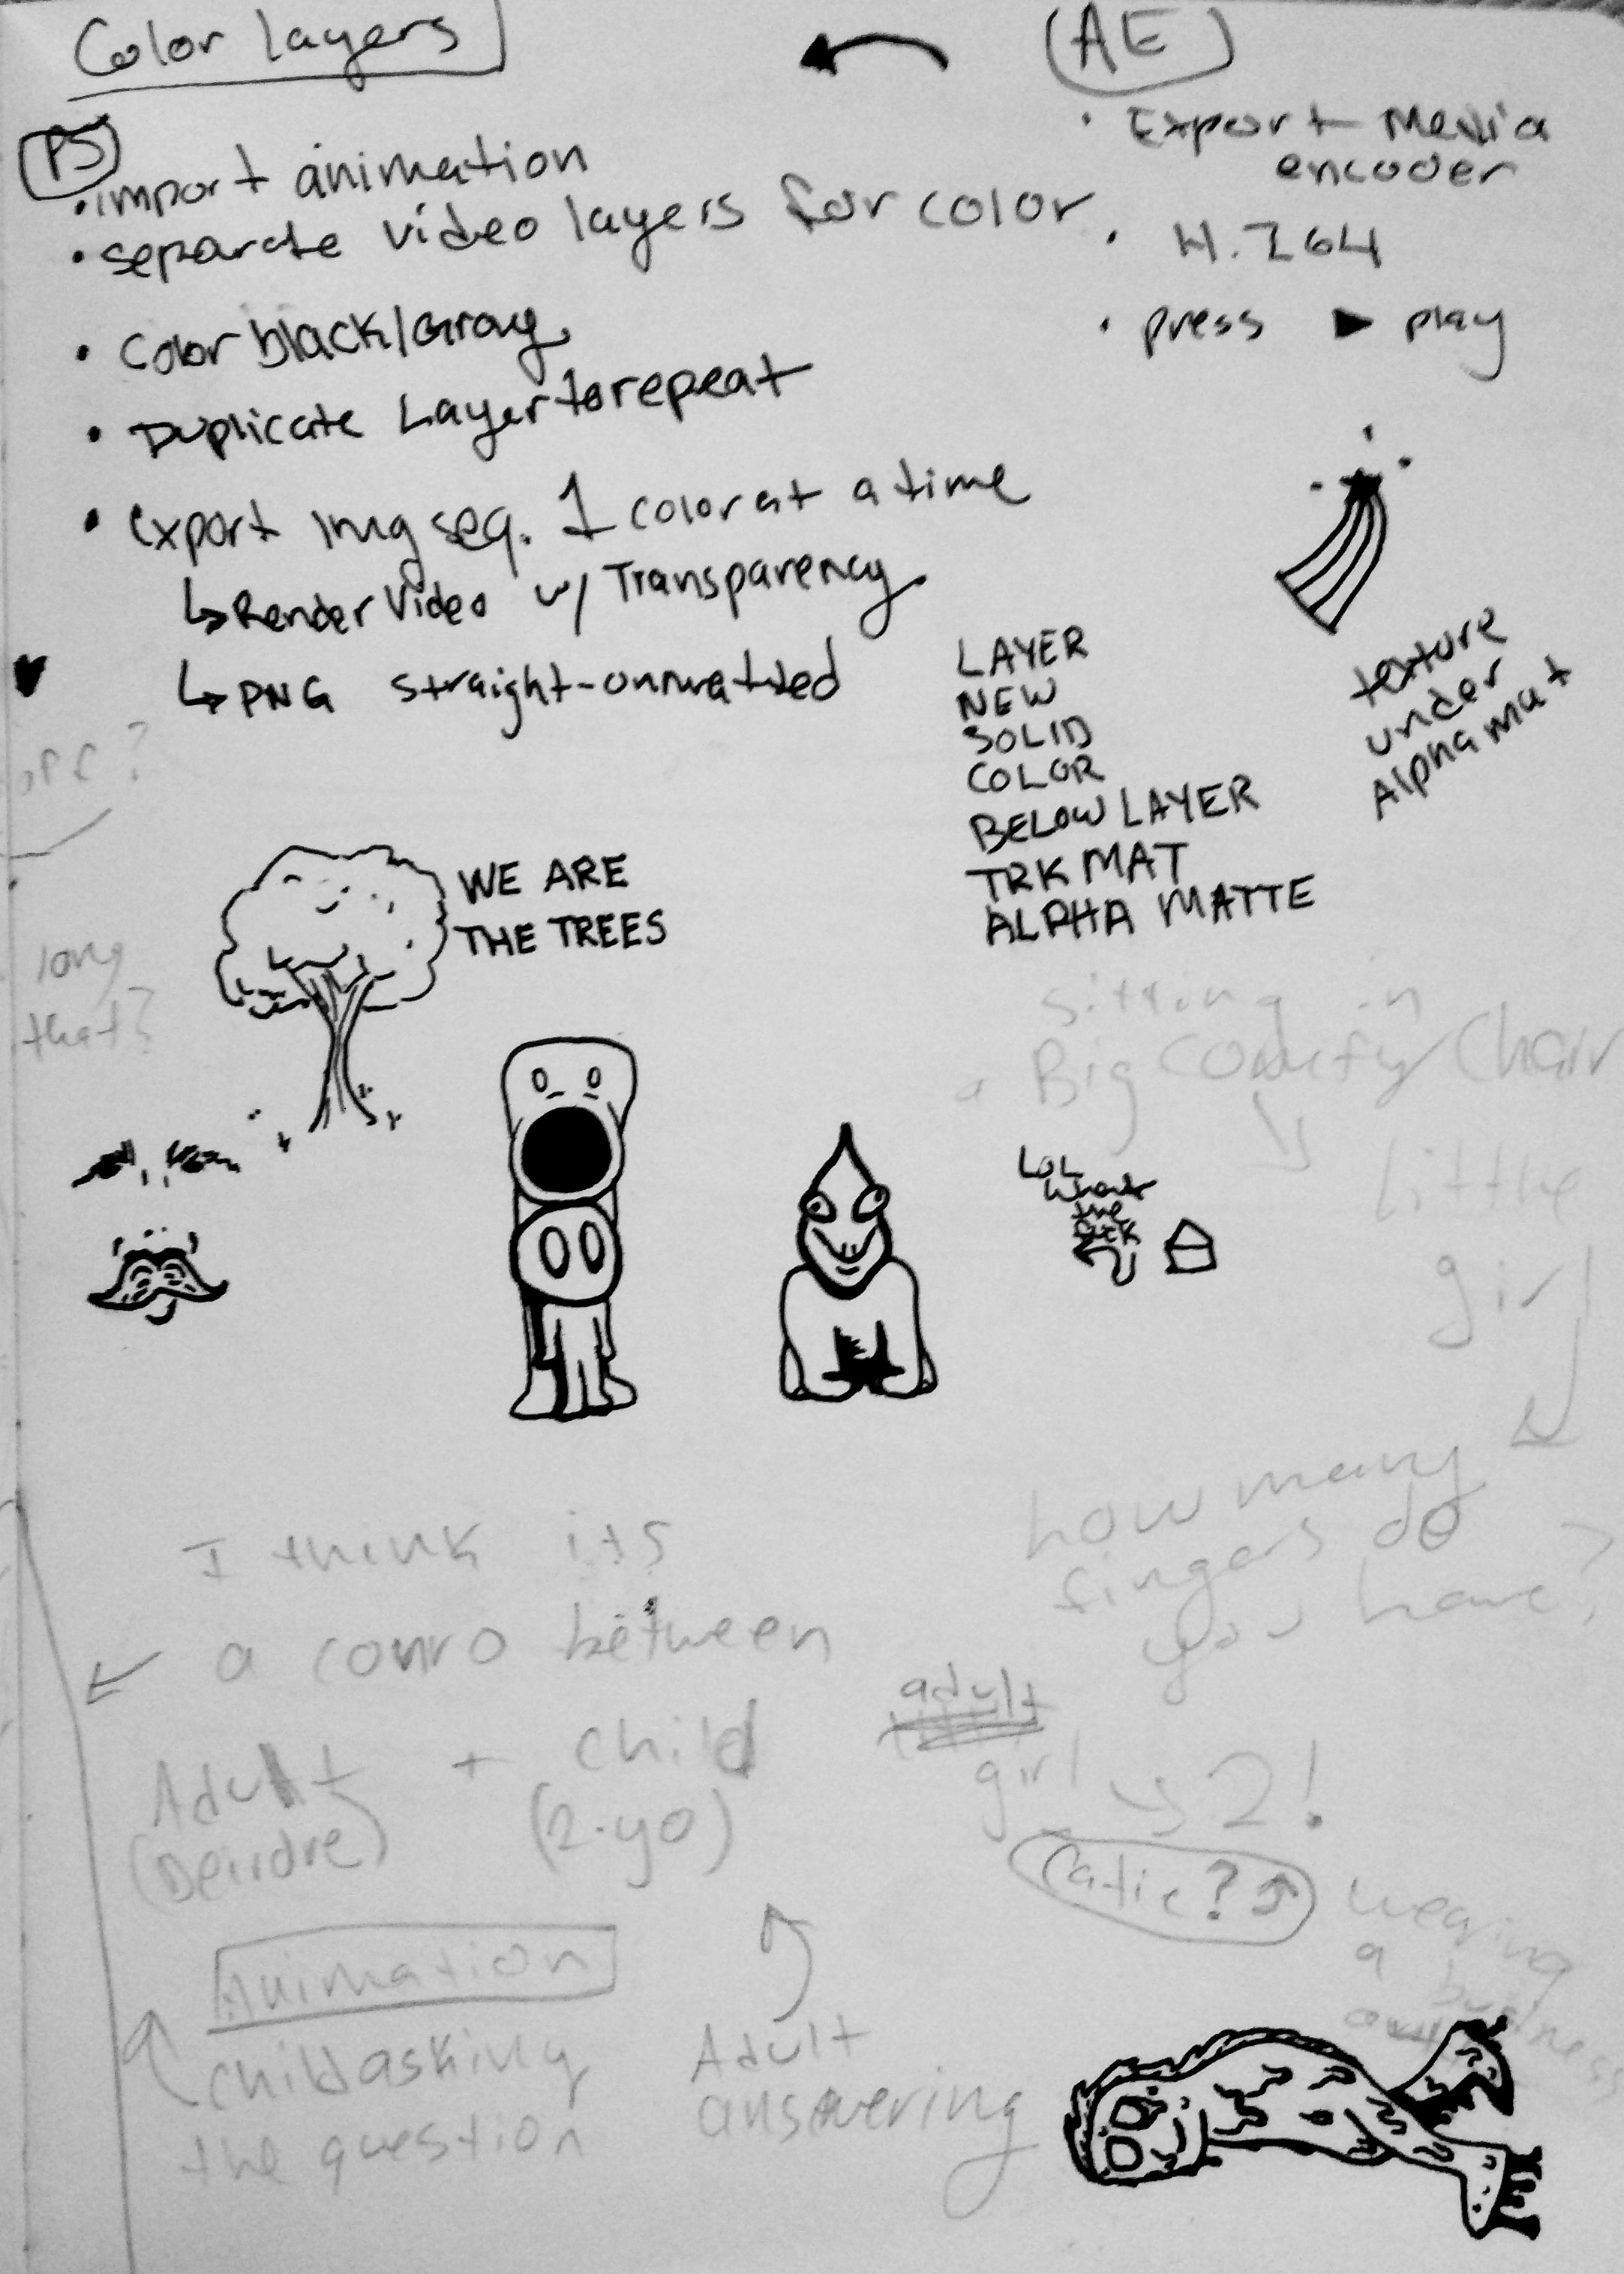 Color layers
PS
• import animation
• separate video layers for color
• Color black/Gray
• Duplicate Layer to repeat
• export img seq. 1 color at a time
↳ Render Video w/ Transparency
↳ PNG straight-unmatted
(AE)
• Export Media
encoder
• H.264
• press ▶ play
texture
under
Alpha mat
LAYER
NEW
SOLID
COLOR
BELOW LAYER
TRK MAT
ALPHA MATTE
WE ARE
THE TREES
long
that?
LOL
What
the
fuck
sitting in
a Big comfy Chair
little
girl
how many
fingers do
you have?
adult
girl → 2!
Catie?
wearing
a
business
I think its
a convo between
Adult + child
(Deirdre) (2-yo)
Animation
child asking
the question
Adult
answering